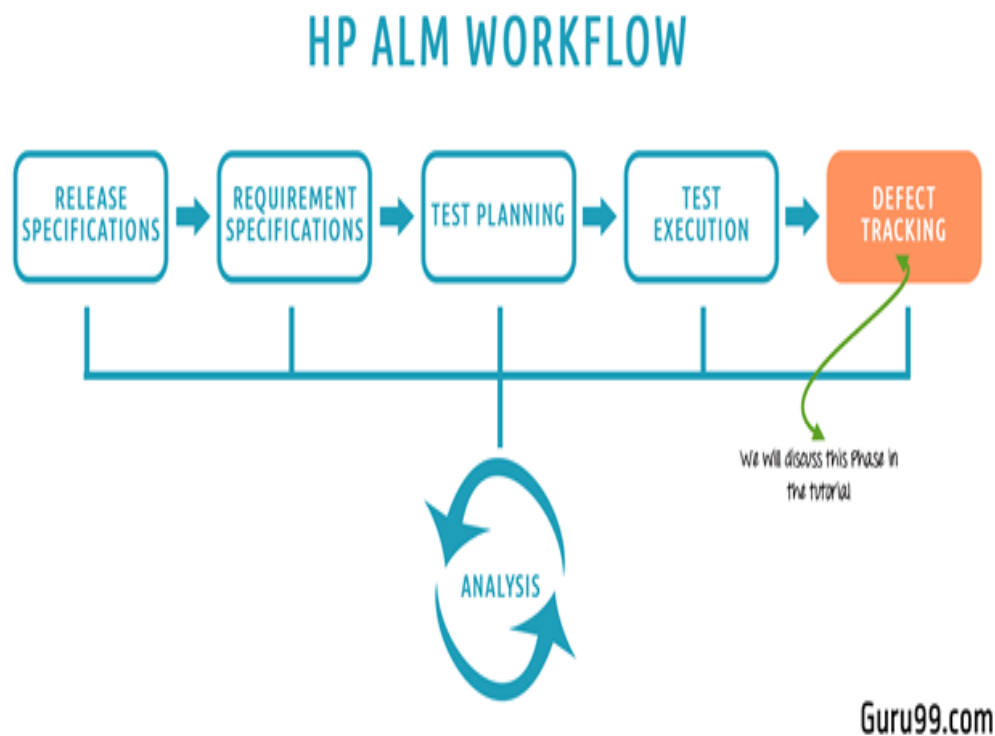 HP ALM WORKFLOW
RELEASE
SPECIFICATIONS
REQUIREMENT
SPECIFICATIONS
TEST PLANNING
TEST
EXECUTION
DEFECT
TRACKING
We will discuss this Phase in
the tutorial
ANALYSIS
Guru99.com